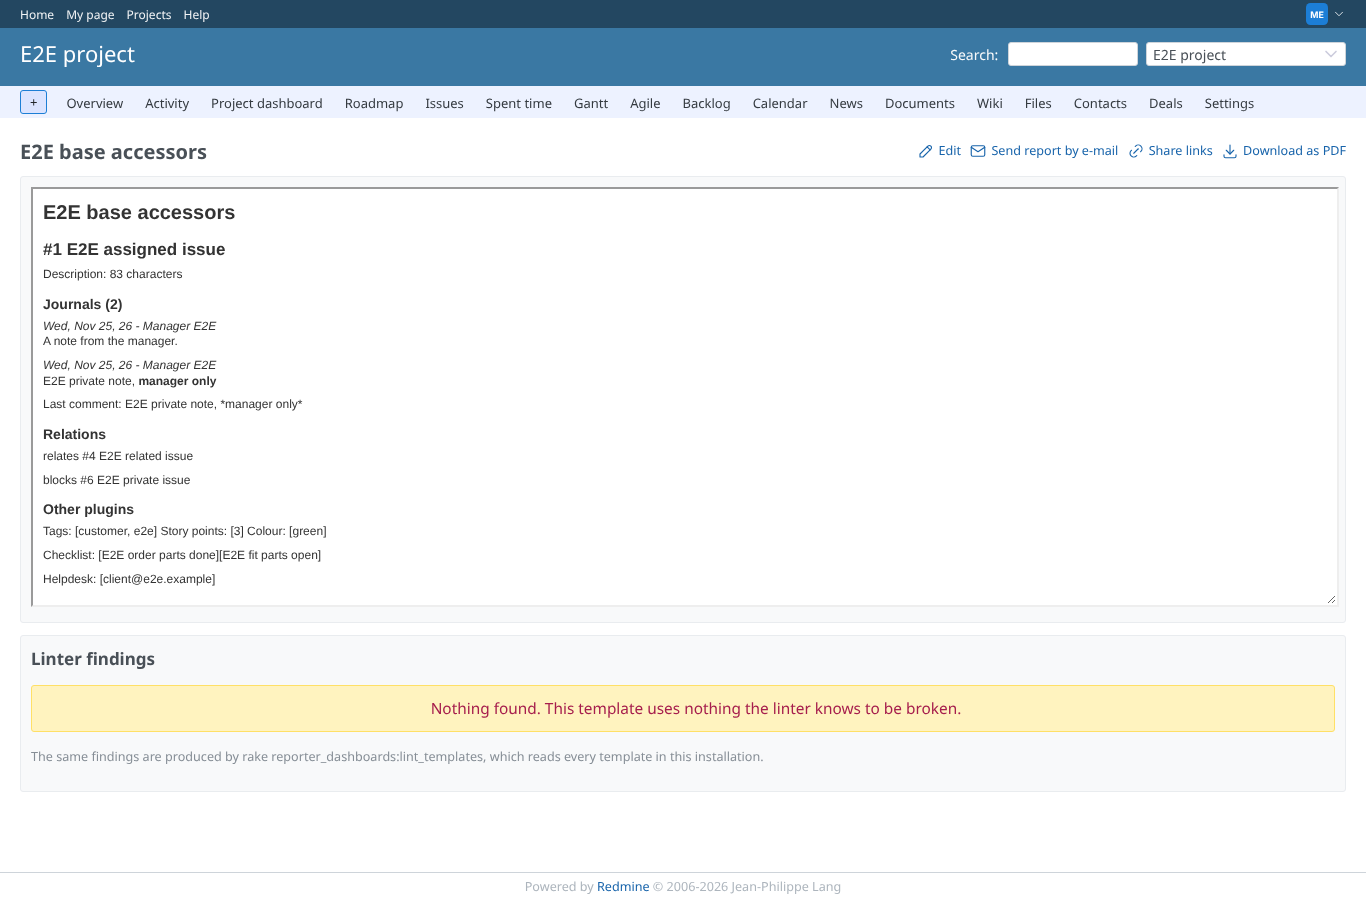 Home My page Projects Help ME
E2E project Search: E2E project
+ Overview Activity Project dashboard Roadmap Issues Spent time Gantt Agile Backlog Calendar News Documents Wiki Files Contacts Deals Settings
E2E base accessors Edit Send report by e-mail Share links Download as PDF
E2E base accessors
#1 E2E assigned issue
Description: 83 characters
Journals (2)
Wed, Nov 25, 26 - Manager E2E
A note from the manager.
Wed, Nov 25, 26 - Manager E2E
E2E private note, manager only
Last comment: E2E private note, *manager only*
Relations
relates #4 E2E related issue
blocks #6 E2E private issue
Other plugins
Tags: [customer, e2e] Story points: [3] Colour: [green]
Checklist: [E2E order parts done][E2E fit parts open]
Helpdesk: [client@e2e.example]
Linter findings
Nothing found. This template uses nothing the linter knows to be broken.
The same findings are produced by rake reporter_dashboards:lint_templates, which reads every template in this installation.
Powered by Redmine © 2006-2026 Jean-Philippe Lang